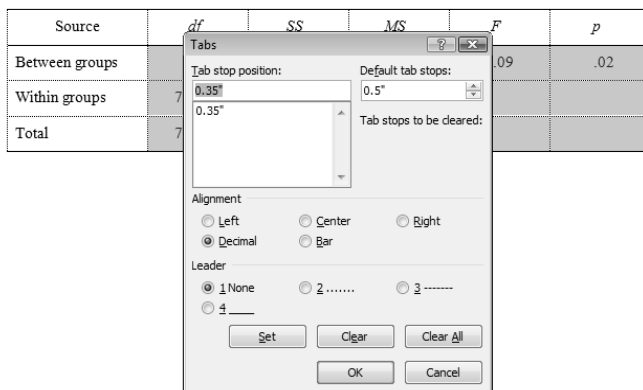 Source df SS MS F p
Tabs
Between groups .09 .02
Tab stop position: Default tab stops:
0.35" 0.5"
Within groups 7
0.35" Tab stops to be cleared:
Total 7
Alignment
Left Center Right
Decimal Bar
Leader
1 None 2 ....... 3 -------
4 ____
Set Clear Clear All
OK Cancel